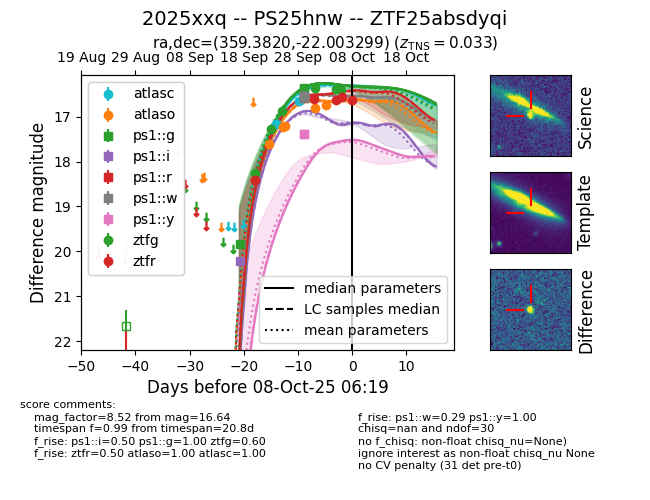 2025xxq -- PS25hnw -- ZTF25absdyqi
ra,dec=(359.3820,-22.003299) (zTNS = 0.033)
19 Aug 29 Aug 08 Sep 18 Sep 28 Sep 08 Oct 18 Oct
atlasc
atlaso
ps1::g
ps1::i
ps1::r
ps1::w
ps1::y
ztfg
ztfr
17
18
19
20
21
22
Difference magnitude
median parameters
LC samples median
mean parameters
−50 −40 −30 −20 −10 0 10
Days before 08-Oct-25 06:19
Science
Template
Difference
score comments:
mag_factor=8.52 from mag=16.64
timespan f=0.99 from timespan=20.8d
f_rise: ps1::i=0.50 ps1::g=1.00 ztfg=0.60
f_rise: ztfr=0.50 atlaso=1.00 atlasc=1.00
f_rise: ps1::w=0.29 ps1::y=1.00
chisq=nan and ndof=30
no f_chisq: non-float chisq_nu=None)
ignore interest as non-float chisq_nu None
no CV penalty (31 det pre-t0)